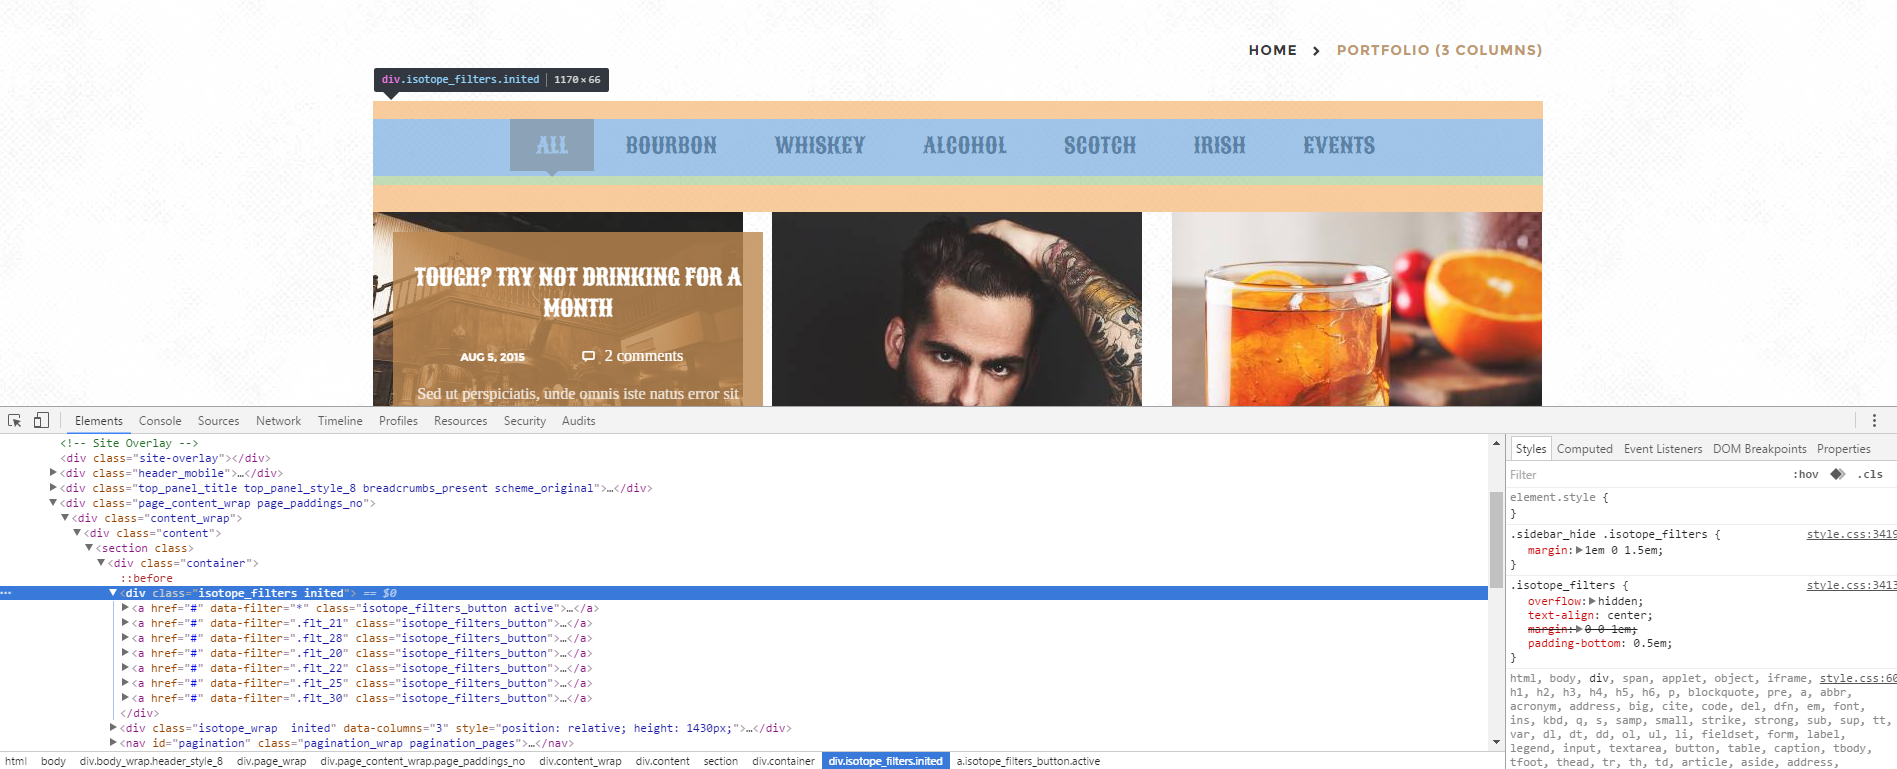 HOME > PORTFOLIO (3 COLUMNS)
div.isotope_filters.inited | 1170 × 66
ALL BOURBON WHISKEY ALCOHOL SCOTCH IRISH EVENTS
TOUGH? TRY NOT DRINKING FOR A
MONTH
AUG 5, 2015 2 comments
Sed ut perspiciatis, unde omnis iste natus error sit
Elements Console Sources Network Timeline Profiles Resources Security Audits
<!-- Site Overlay -->
<div class="site-overlay"></div>
<div class="header_mobile">…</div>
<div class="top_panel_title top_panel_style_8 breadcrumbs_present scheme_original">…</div>
<div class="page_content_wrap page_paddings_no">
<div class="content_wrap">
<div class="content">
<section class>
<div class="container">
::before
<div class="isotope_filters inited"> == $0
<a href="#" data-filter="*" class="isotope_filters_button active">…</a>
<a href="#" data-filter=".flt_21" class="isotope_filters_button">…</a>
<a href="#" data-filter=".flt_28" class="isotope_filters_button">…</a>
<a href="#" data-filter=".flt_20" class="isotope_filters_button">…</a>
<a href="#" data-filter=".flt_22" class="isotope_filters_button">…</a>
<a href="#" data-filter=".flt_25" class="isotope_filters_button">…</a>
<a href="#" data-filter=".flt_30" class="isotope_filters_button">…</a>
</div>
<div class="isotope_wrap  inited" data-columns="3" style="position: relative; height: 1430px;">…</div>
<nav id="pagination" class="pagination_wrap pagination_pages">…</nav>
html body div.body_wrap.header_style_8 div.page_wrap div.page_content_wrap.page_paddings_no div.content_wrap div.content section div.container div.isotope_filters.inited a.isotope_filters_button.active
Styles Computed Event Listeners DOM Breakpoints Properties
Filter :hov .cls
element.style {
}
.sidebar_hide .isotope_filters { style.css:3419
margin: 1em 0 1.5em;
}
.isotope_filters { style.css:3413
overflow: hidden;
text-align: center;
margin: 0 0 1em;
padding-bottom: 0.5em;
}
html, body, div, span, applet, object, iframe, style.css:60
h1, h2, h3, h4, h5, h6, p, blockquote, pre, a, abbr,
acronym, address, big, cite, code, del, dfn, em, font,
ins, kbd, q, s, samp, small, strike, strong, sub, sup, tt,
var, dl, dt, dd, ol, ul, li, fieldset, form, label,
legend, input, textarea, button, table, caption, tbody,
tfoot, thead, tr, th, td, article, aside, address,